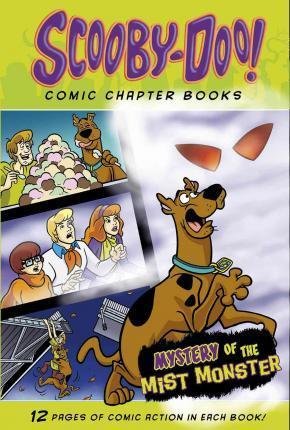 SCOOBY-DOO!
COMIC CHAPTER BOOKS
MYSTERY OF THE
MIST MONSTER
12 PAGES OF COMIC ACTION IN EACH BOOK!